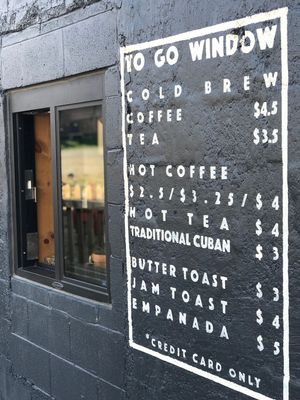 TO GO WINDOW
COLD BREW
COFFEE $4.5
TEA $3.5
HOT COFFEE
$2.5/$3.25/$4
HOT TEA $4
TRADITIONAL CUBAN $3
BUTTER TOAST $3
JAM TOAST $4
EMPANADA $5
*CREDIT CARD ONLY